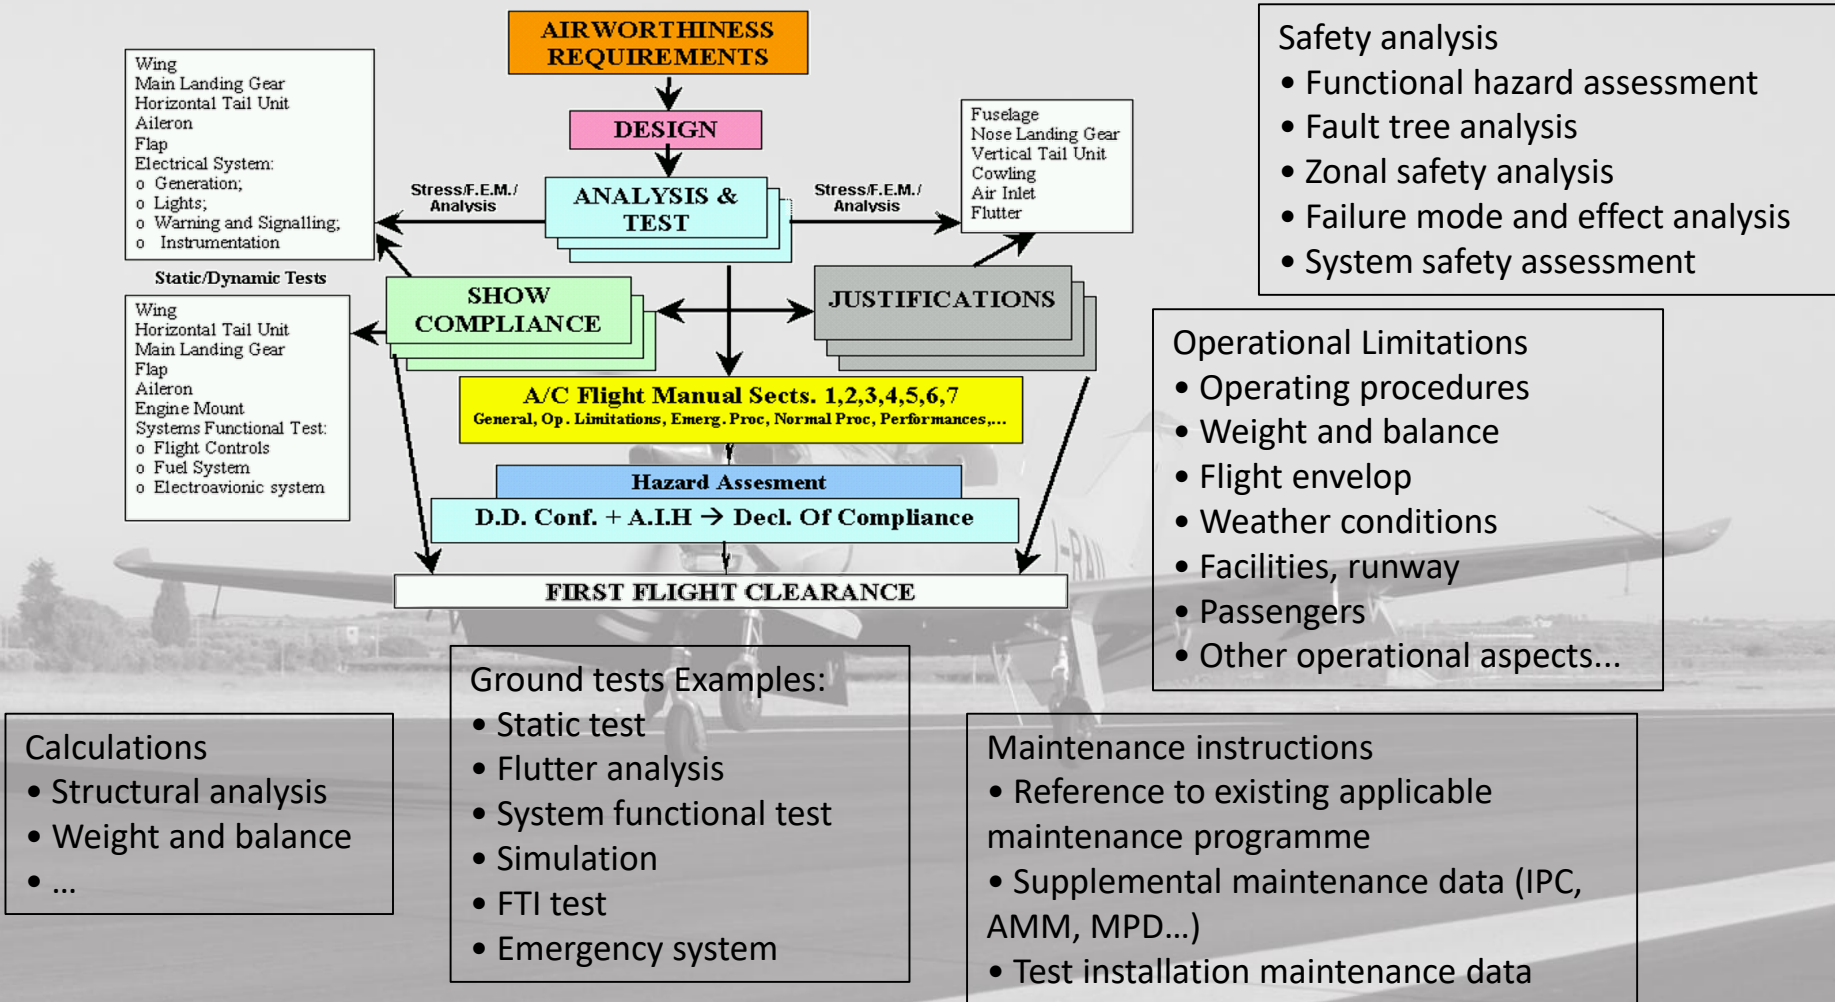 AIRWORTHINESS
REQUIREMENTS
DESIGN
ANALYSIS &
TEST
Stress/F.E.M./
Analysis
Stress/F.E.M./
Analysis
Wing
Main Landing Gear
Horizontal Tail Unit
Aileron
Flap
Electrical System:
o Generation;
o Lights;
o Warning and Signalling;
o Instrumentation
Fuselage
Nose Landing Gear
Vertical Tail Unit
Cowling
Air Inlet
Flutter
Static/Dynamic Tests
Wing
Horizontal Tail Unit
Main Landing Gear
Flap
Aileron
Engine Mount
Systems Functional Test:
o Flight Controls
o Fuel System
o Electroavionic system
SHOW
COMPLIANCE
JUSTIFICATIONS
A/C Flight Manual Sects. 1,2,3,4,5,6,7
General, Op. Limitations, Emerg. Proc, Normal Proc, Performances,...
Hazard Assesment
D.D. Conf. + A.I.H → Decl. Of Compliance
FIRST FLIGHT CLEARANCE
Safety analysis
• Functional hazard assessment
• Fault tree analysis
• Zonal safety analysis
• Failure mode and effect analysis
• System safety assessment
Operational Limitations
• Operating procedures
• Weight and balance
• Flight envelop
• Weather conditions
• Facilities, runway
• Passengers
• Other operational aspects...
Calculations
• Structural analysis
• Weight and balance
• ...
Ground tests Examples:
• Static test
• Flutter analysis
• System functional test
• Simulation
• FTI test
• Emergency system
Maintenance instructions
• Reference to existing applicable
maintenance programme
• Supplemental maintenance data (IPC,
AMM, MPD...)
• Test installation maintenance data